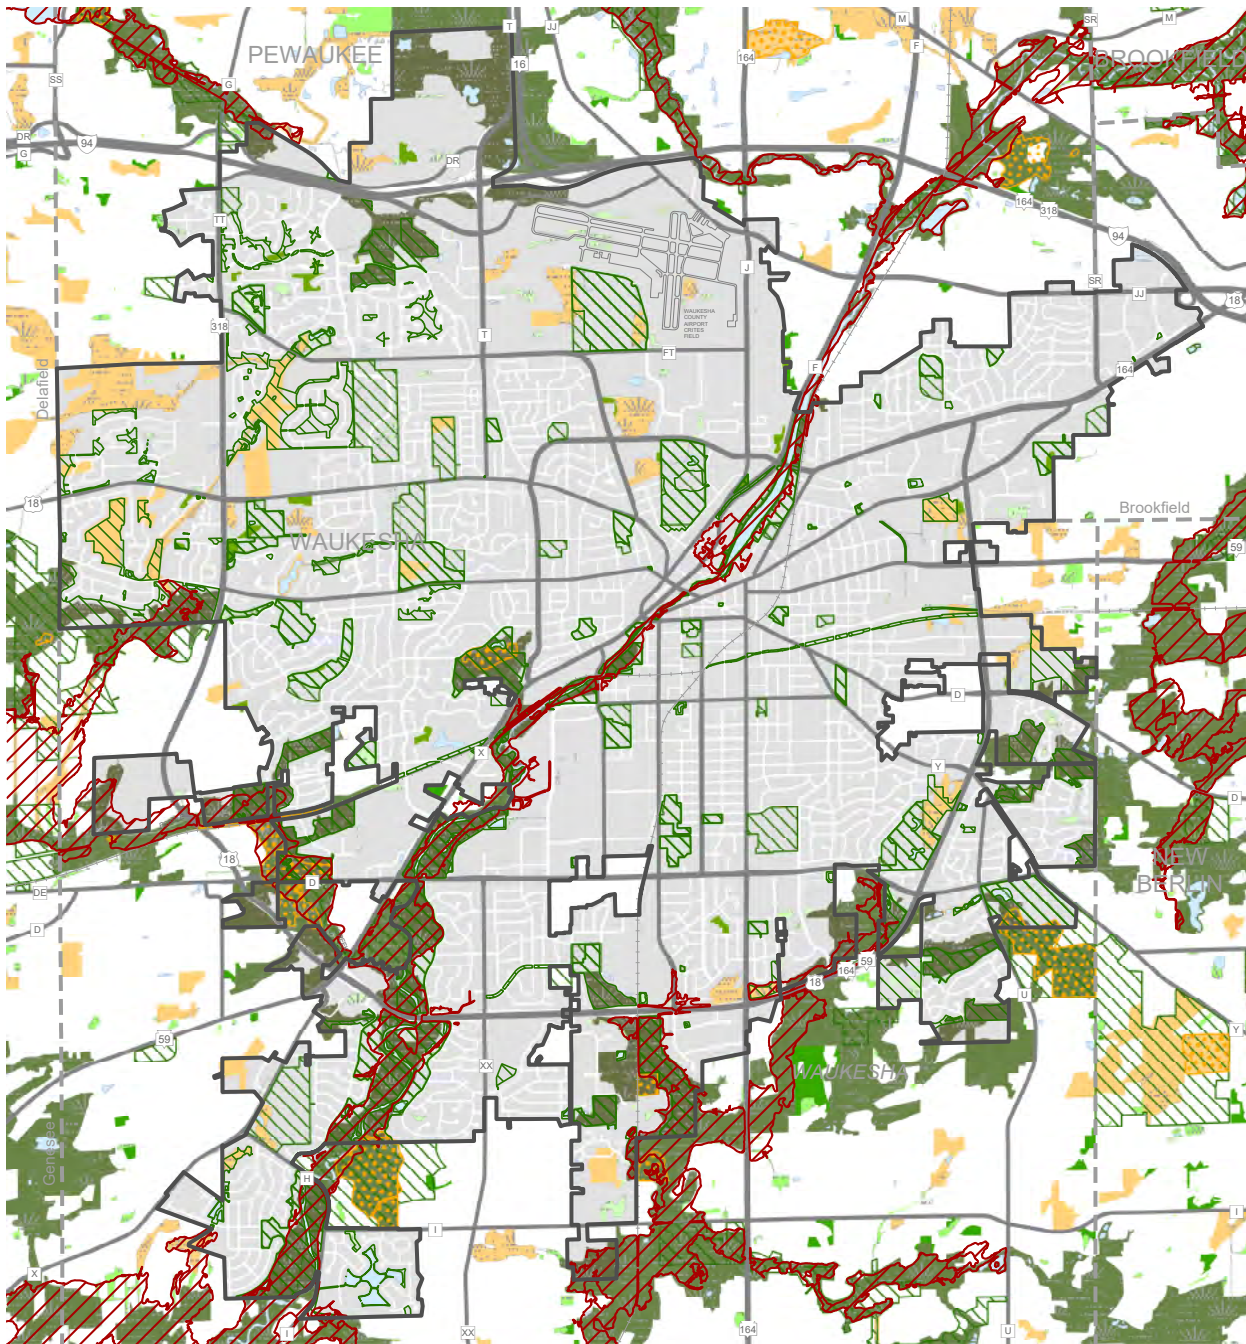 SR
M
T
JJ
M
F
PEWAUKEE
BROOKFIELD
16
164
SS
G
DR
G
94
DR
164
318
TT
94
J
SR
JJ
18
WAUKESHA
COUNTY
AIRPORT
CRITES
FIELD
318
T
FT
F
164
Delafield
18
Brookfield
WAUKESHA
59
D
X
Y
D
18
NEW
BERLIN
D
DE
D
59
164
18
U
59
Y
XX
WAUKESHA
Genesee
H
I
I
X
I
XX
164
U